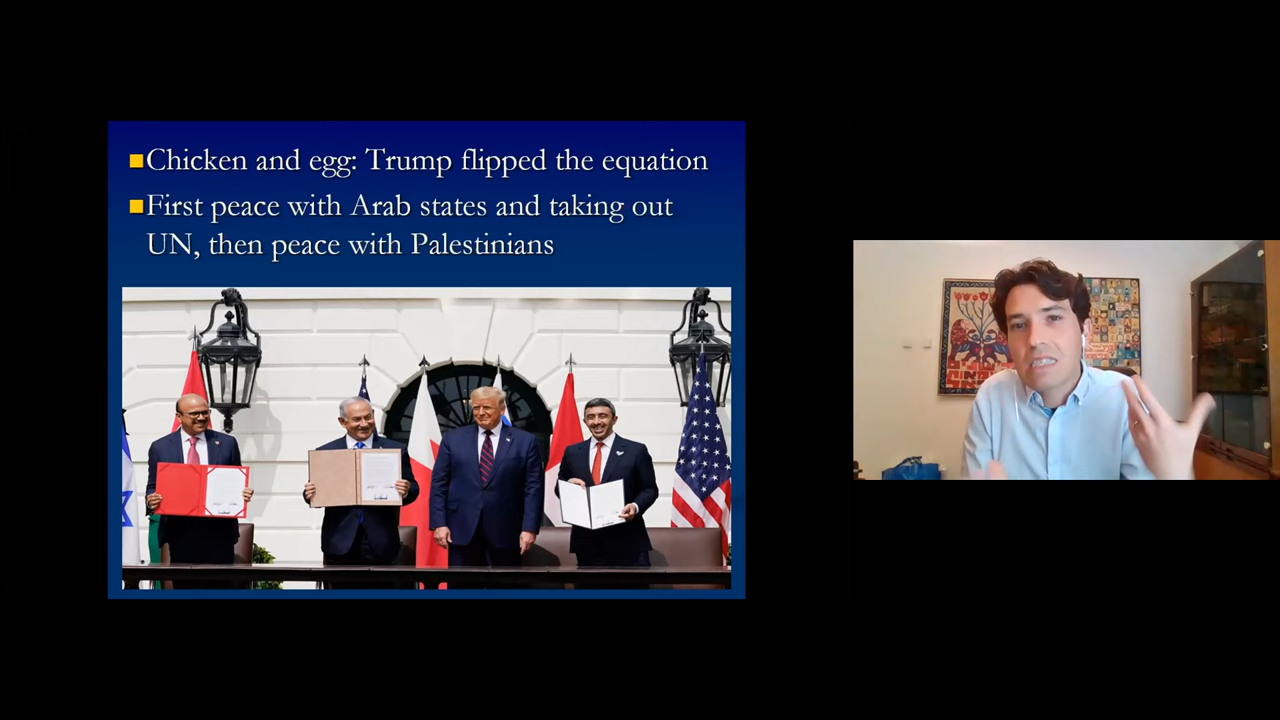 Chicken and egg: Trump flipped the equation
First peace with Arab states and taking out
UN, then peace with Palestinians